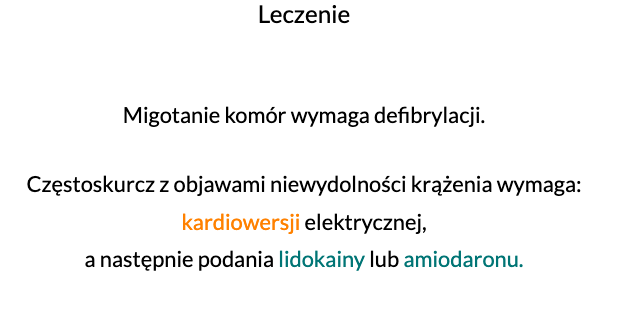 Leczenie
Migotanie komór wymaga defibrylacji.
Częstoskurcz z objawami niewydolności krążenia wymaga:
kardiowersji elektrycznej,
a następnie podania lidokainy lub amiodaronu.